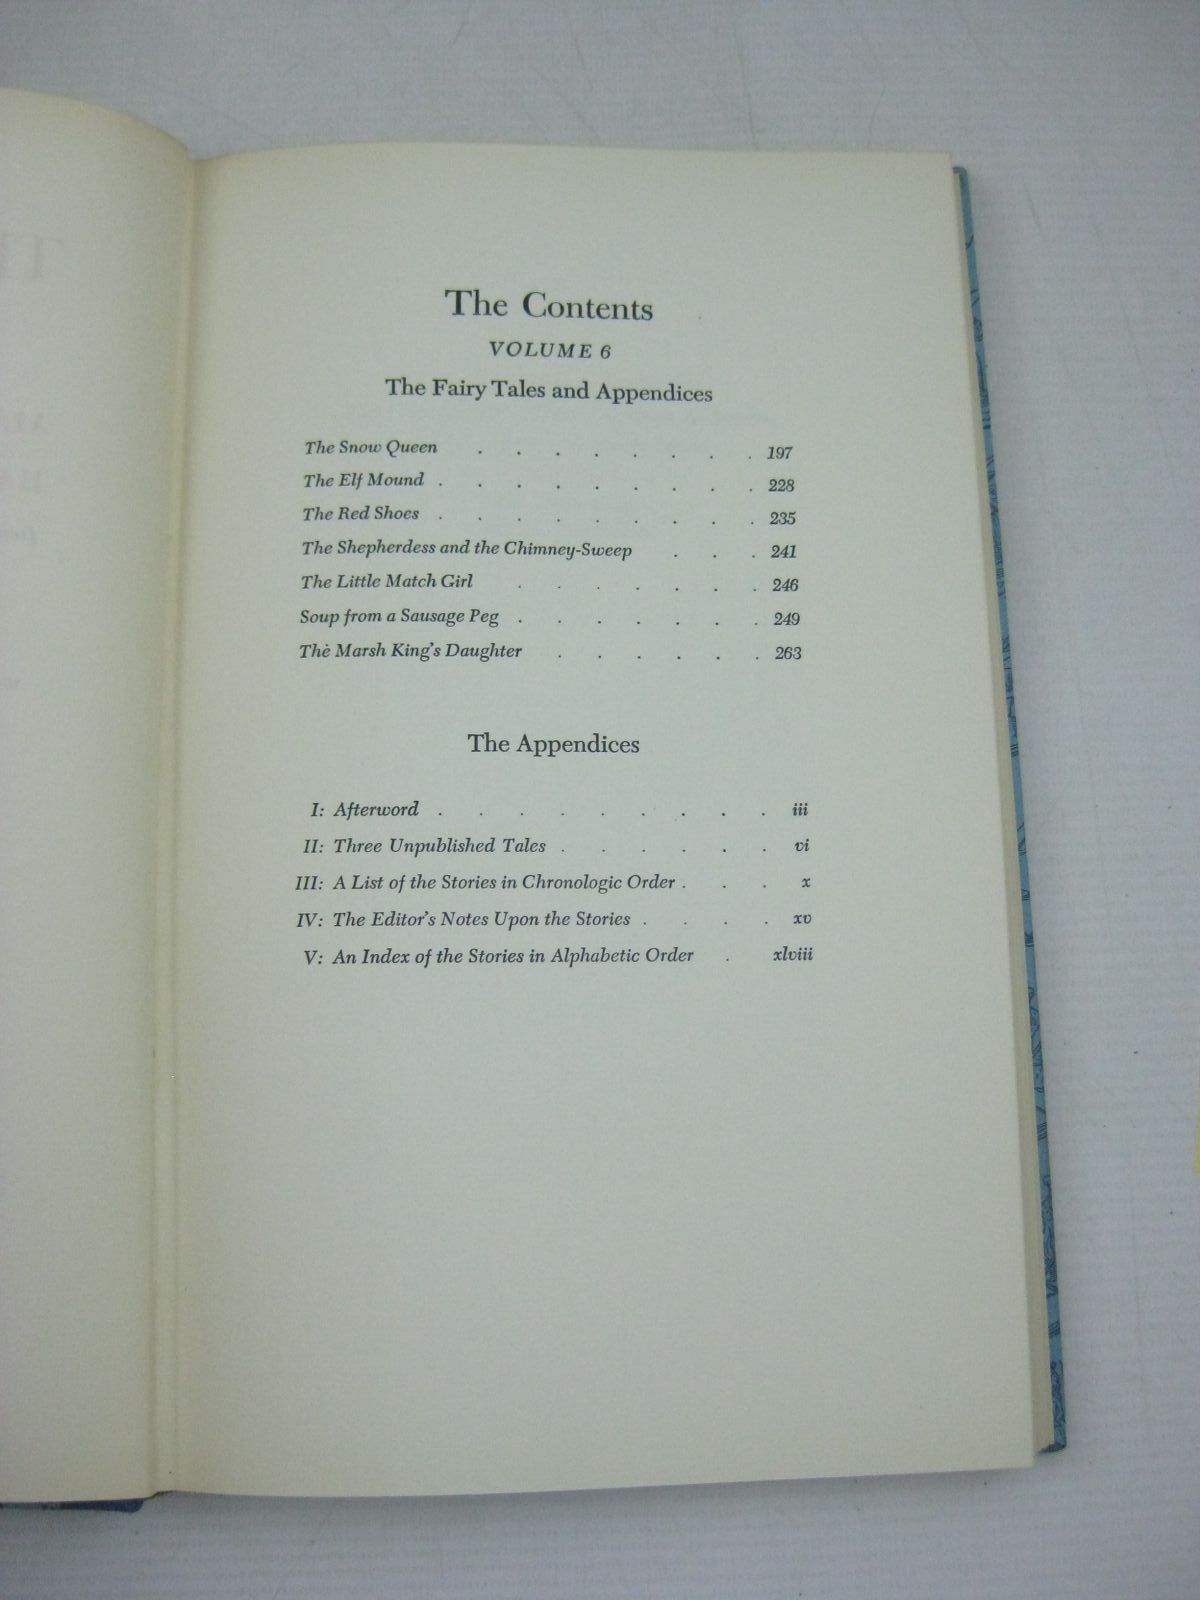 The Contents
VOLUME 6
The Fairy Tales and Appendices
The Snow Queen . . . . . . . . 197
The Elf Mound . . . . . . . . . 228
The Red Shoes . . . . . . . . . 235
The Shepherdess and the Chimney-Sweep . . . 241
The Little Match Girl . . . . . . . 246
Soup from a Sausage Peg . . . . . . . 249
The Marsh King's Daughter . . . . . . 263
The Appendices
I: Afterword . . . . . . . . . iii
II: Three Unpublished Tales . . . . . . vi
III: A List of the Stories in Chronologic Order . . . x
IV: The Editor's Notes Upon the Stories . . . . xv
V: An Index of the Stories in Alphabetic Order . xlviii